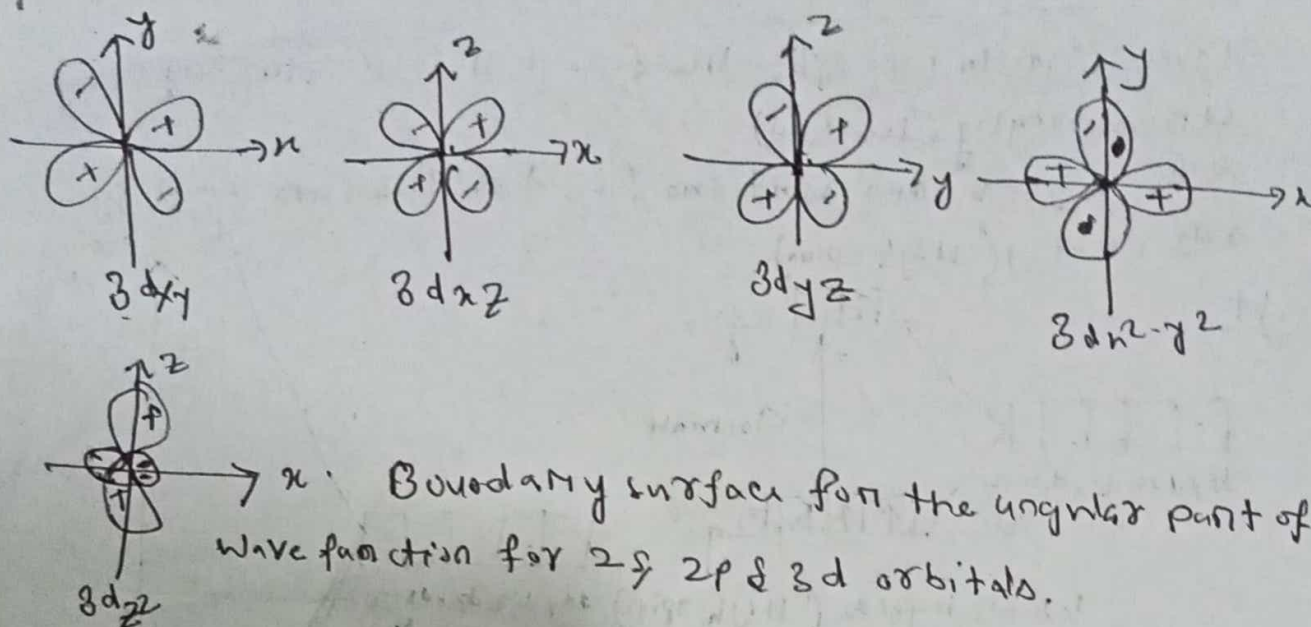 y z z y
- + - + - + -
x x y + + x
+ - + - + -
3dxy 3dxz 3dyz 3dx²-y²
z
+
- - x. Boundary surface for the angular part of
+ wave function for 2s, 2p & 3d orbitals.
3dz²